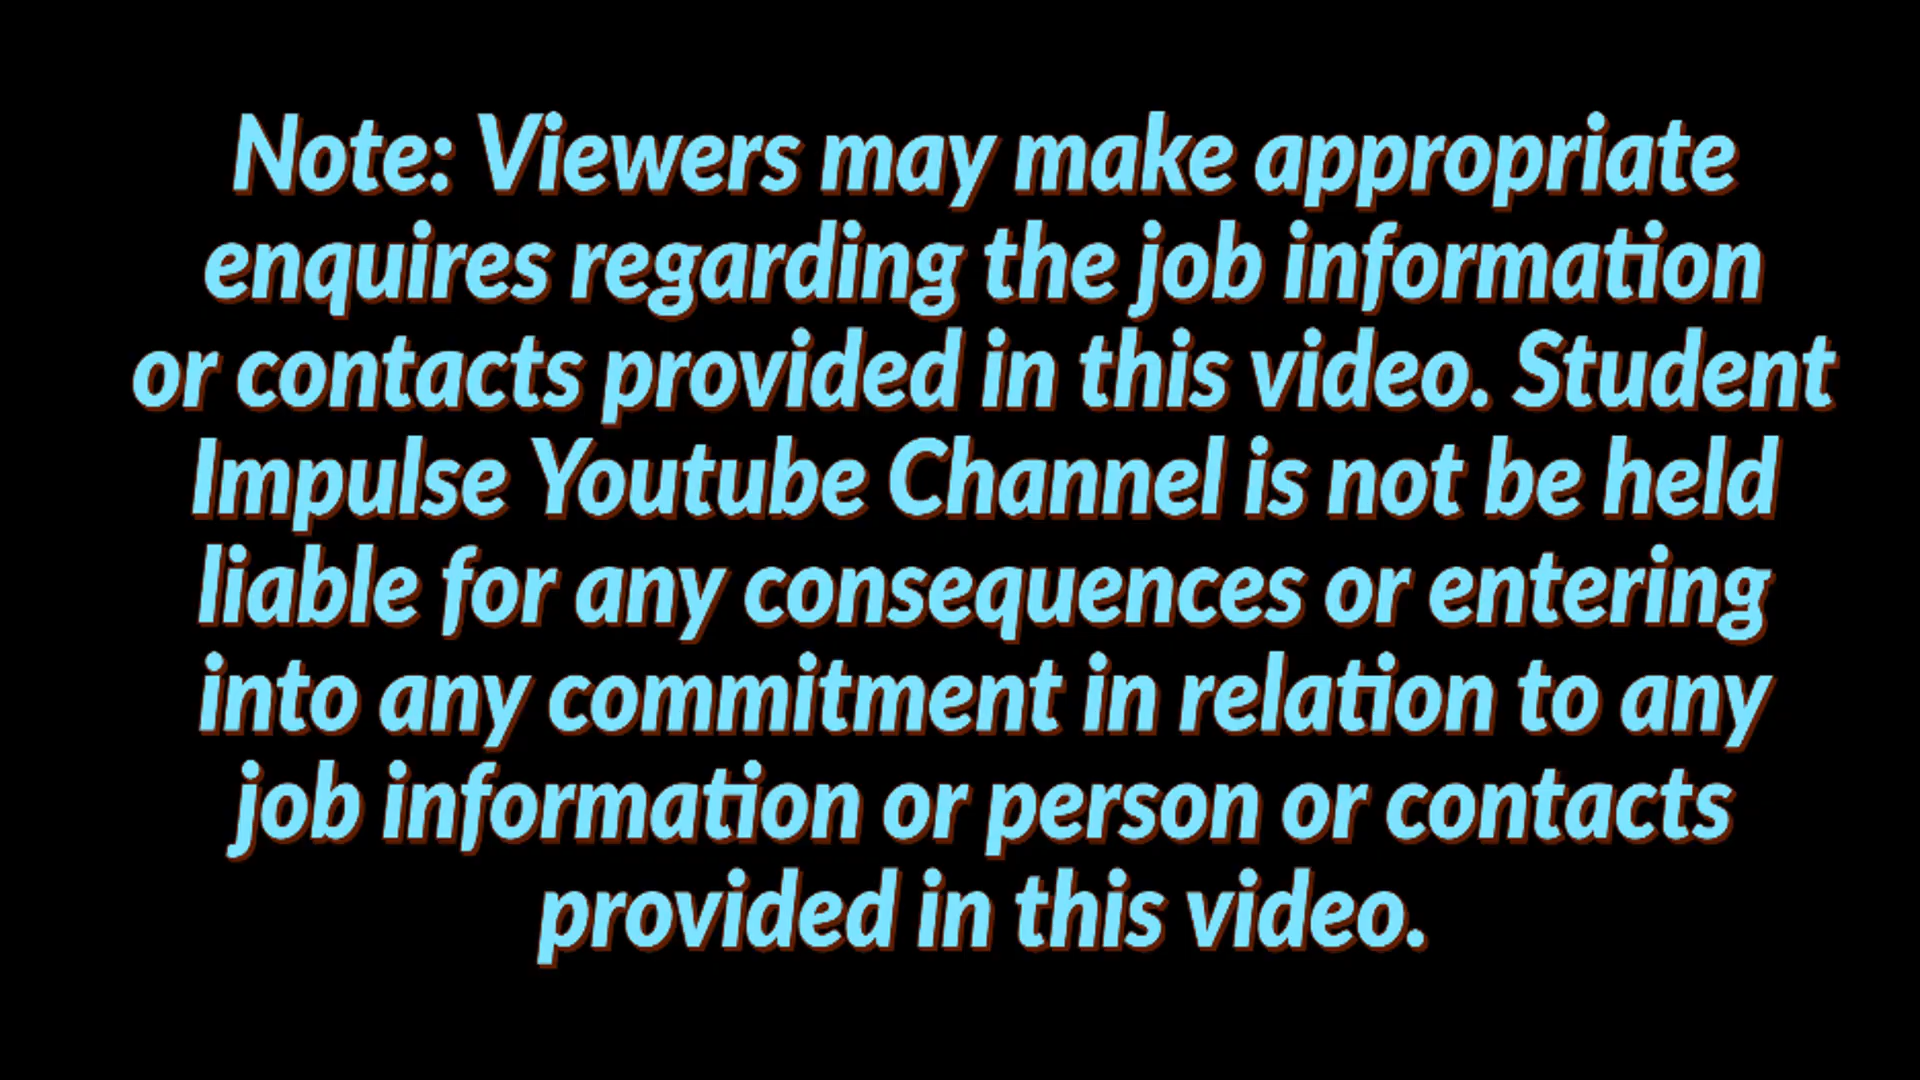 Note: Viewers may make appropriate
enquires regarding the job information
or contacts provided in this video. Student
Impulse Youtube Channel is not be held
liable for any consequences or entering
into any commitment in relation to any
job information or person or contacts
provided in this video.